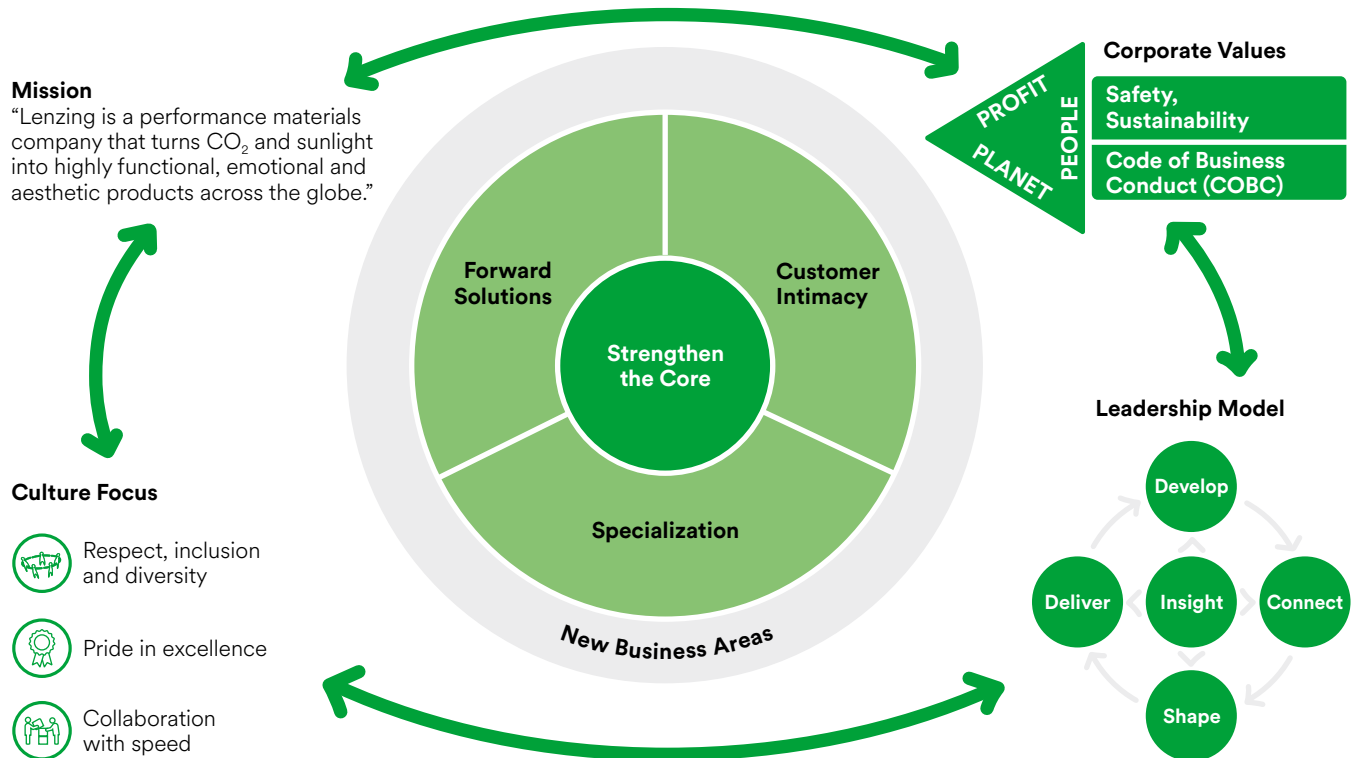 Mission
“Lenzing is a performance materials
company that turns CO₂ and sunlight
into highly functional, emotional and
aesthetic products across the globe.”
Corporate Values
PROFIT
PLANET
PEOPLE
Safety,
Sustainability
Code of Business
Conduct (COBC)
Forward
Solutions
Customer
Intimacy
Strengthen
the Core
Specialization
New Business Areas
Culture Focus
Respect, inclusion
and diversity
Pride in excellence
Collaboration
with speed
Leadership Model
Develop
Deliver
Insight
Connect
Shape